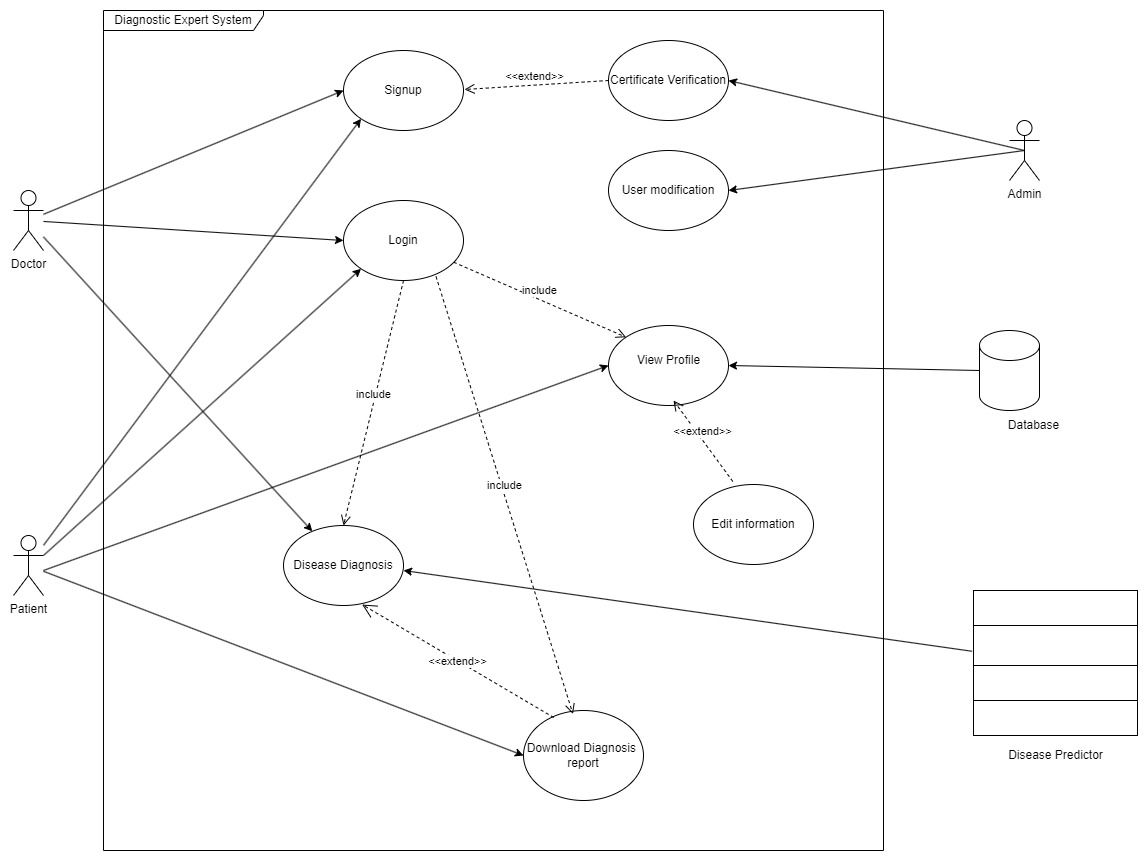 Diagnostic Expert System
<<extend>>
Certificate Verification
Signup
User modification
Admin
Login
Doctor
include
View Profile
include
Database
<<extend>>
include
Edit information
Disease Diagnosis
Patient
<<extend>>
Download Diagnosis
report
Disease Predictor